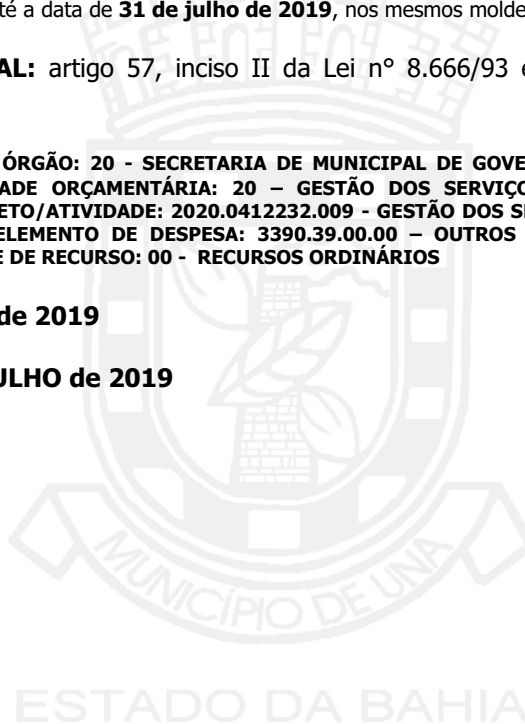 té a data de 31 de julho de 2019, nos mesmos molde
AL: artigo 57, inciso II da Lei n° 8.666/93 e
ÓRGÃO: 20 - SECRETARIA DE MUNICIPAL DE GOVE
ADE ORÇAMENTÁRIA: 20 – GESTÃO DOS SERVIÇO
ETO/ATIVIDADE: 2020.0412232.009 - GESTÃO DOS SE
ELEMENTO DE DESPESA: 3390.39.00.00 – OUTROS
E DE RECURSO: 00 - RECURSOS ORDINÁRIOS
de 2019
ULHO de 2019
MUNICÍPIO DE UNA
ESTADO DA BAHIA